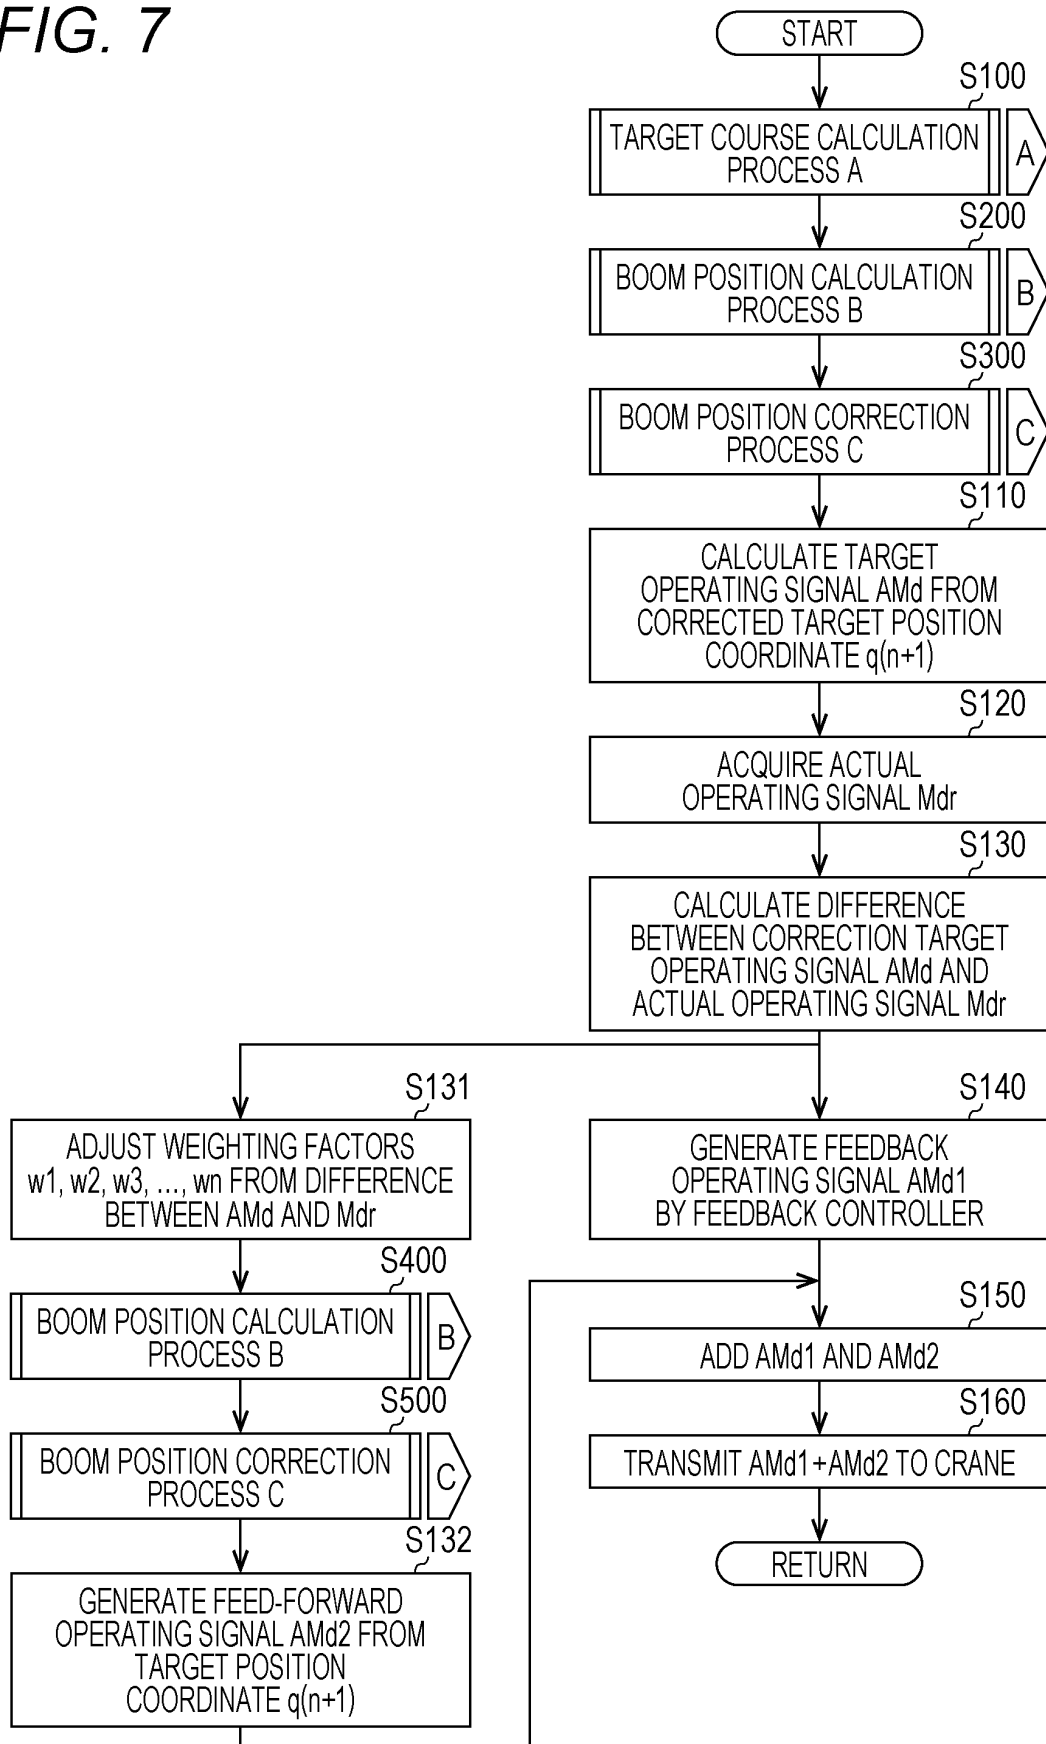 FIG. 7
START
S100
TARGET COURSE CALCULATION
PROCESS A
A
S200
BOOM POSITION CALCULATION
PROCESS B
B
S300
BOOM POSITION CORRECTION
PROCESS C
C
S110
CALCULATE TARGET
OPERATING SIGNAL AMd FROM
CORRECTED TARGET POSITION
COORDINATE q(n+1)
S120
ACQUIRE ACTUAL
OPERATING SIGNAL Mdr
S130
CALCULATE DIFFERENCE
BETWEEN CORRECTION TARGET
OPERATING SIGNAL AMd AND
ACTUAL OPERATING SIGNAL Mdr
S131
ADJUST WEIGHTING FACTORS
w1, w2, w3, ..., wn FROM DIFFERENCE
BETWEEN AMd AND Mdr
S400
BOOM POSITION CALCULATION
PROCESS B
B
S500
BOOM POSITION CORRECTION
PROCESS C
C
S132
GENERATE FEED-FORWARD
OPERATING SIGNAL AMd2 FROM
TARGET POSITION
COORDINATE q(n+1)
S140
GENERATE FEEDBACK
OPERATING SIGNAL AMd1
BY FEEDBACK CONTROLLER
S150
ADD AMd1 AND AMd2
S160
TRANSMIT AMd1+AMd2 TO CRANE
RETURN